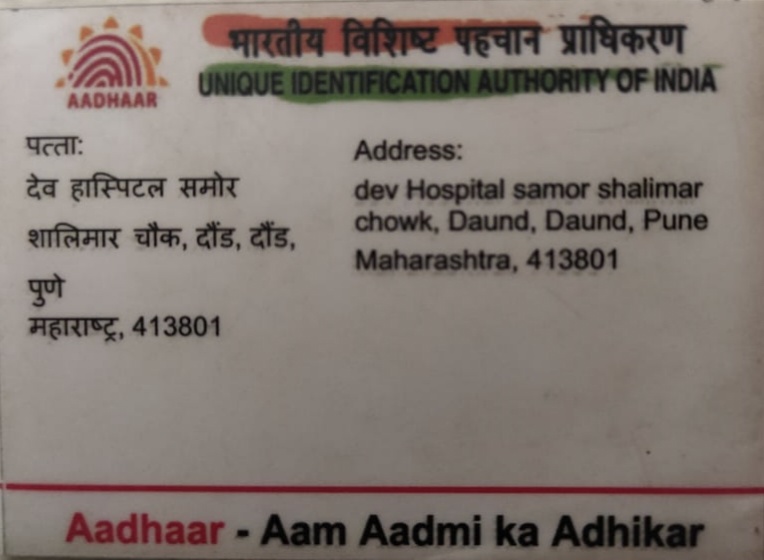 भारतीय विशिष्ट पहचान प्राधिकरण
UNIQUE IDENTIFICATION AUTHORITY OF INDIA
AADHAAR
पत्ता:
देव हास्पिटल समोर
शालिमार चौक, दौंड, दौंड,
पुणे
महाराष्ट्र, 413801
Address:
dev Hospital samor shalimar
chowk, Daund, Daund, Pune
Maharashtra, 413801
Aadhaar - Aam Aadmi ka Adhikar